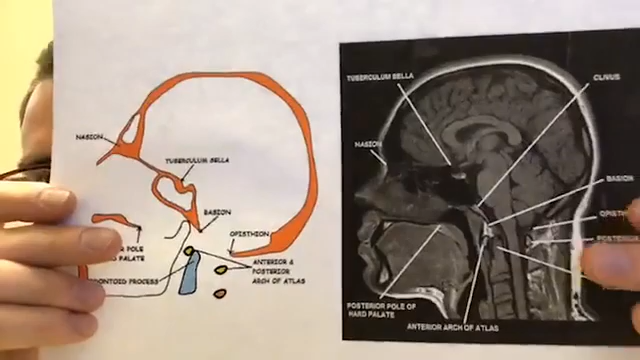 NASION
TUBERCULUM SELLA
BASION
OPISTHION
POLE
PALATE
ANTERIOR &
POSTERIOR
ARCH OF ATLAS
PROCESS
TUBERCULUM SELLA
CLIVUS
NASION
BASION
POSTERIOR POLE OF
HARD PALATE
ANTERIOR ARCH OF ATLAS